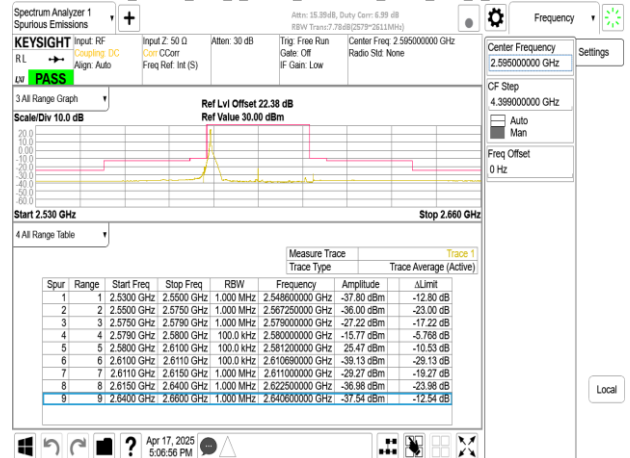 Spectrum Analyzer 1
Spurious Emissions
Attn: 15.39dB, Duty Corr: 6.99 dB
RBW Tranc:7.78dB(2579~2611MHz)
Frequency
KEYSIGHT
RL
LXI
PASS
Input: RF
Coupling: DC
Align: Auto
Input Z: 50 Ω
Corr CCorr
Freq Ref: Int (S)
Atten: 30 dB
Trig: Free Run
Gate: Off
IF Gain: Low
Center Freq: 2.595000000 GHz
Radio Std: None
Center Frequency
2.595000000 GHz
Settings
CF Step
4.399000000 GHz
Auto
Man
Freq Offset
0 Hz
Local
3 All Range Graph
Scale/Div 10.0 dB
Ref Lvl Offset 22.38 dB
Ref Value 30.00 dBm
20.0
10.0
0.00
-10.0
-20.0
-30.0
-40.0
-50.0
-60.0
Start 2.530 GHz
Stop 2.660 GHz
4 All Range Table
Measure Trace Trace 1
Trace Type Trace Average (Active)
Spur Range Start Freq Stop Freq RBW Frequency Amplitude ΔLimit
1 1 2.5300 GHz 2.5500 GHz 1.000 MHz 2.548600000 GHz -37.80 dBm -12.80 dB
2 2 2.5500 GHz 2.5750 GHz 1.000 MHz 2.567250000 GHz -36.00 dBm -23.00 dB
3 3 2.5750 GHz 2.5790 GHz 1.000 MHz 2.579000000 GHz -27.22 dBm -17.22 dB
4 4 2.5790 GHz 2.5800 GHz 100.0 kHz 2.580000000 GHz -15.77 dBm -5.768 dB
5 5 2.5800 GHz 2.6100 GHz 100.0 kHz 2.581200000 GHz 25.47 dBm -10.53 dB
6 6 2.6100 GHz 2.6110 GHz 100.0 kHz 2.610690000 GHz -39.13 dBm -29.13 dB
7 7 2.6110 GHz 2.6150 GHz 1.000 MHz 2.611000000 GHz -29.27 dBm -19.27 dB
8 8 2.6150 GHz 2.6400 GHz 1.000 MHz 2.622500000 GHz -36.98 dBm -23.98 dB
9 9 2.6400 GHz 2.6600 GHz 1.000 MHz 2.640600000 GHz -37.54 dBm -12.54 dB
Apr 17, 2025
5:06:56 PM